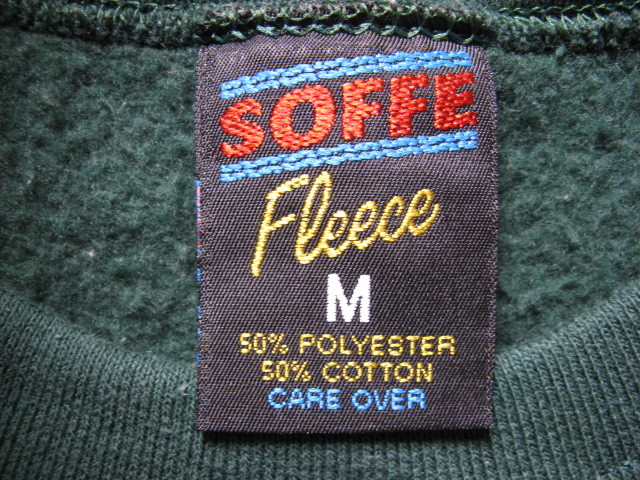 SOFFE
Fleece
M
50% POLYESTER
50% COTTON
CARE OVER